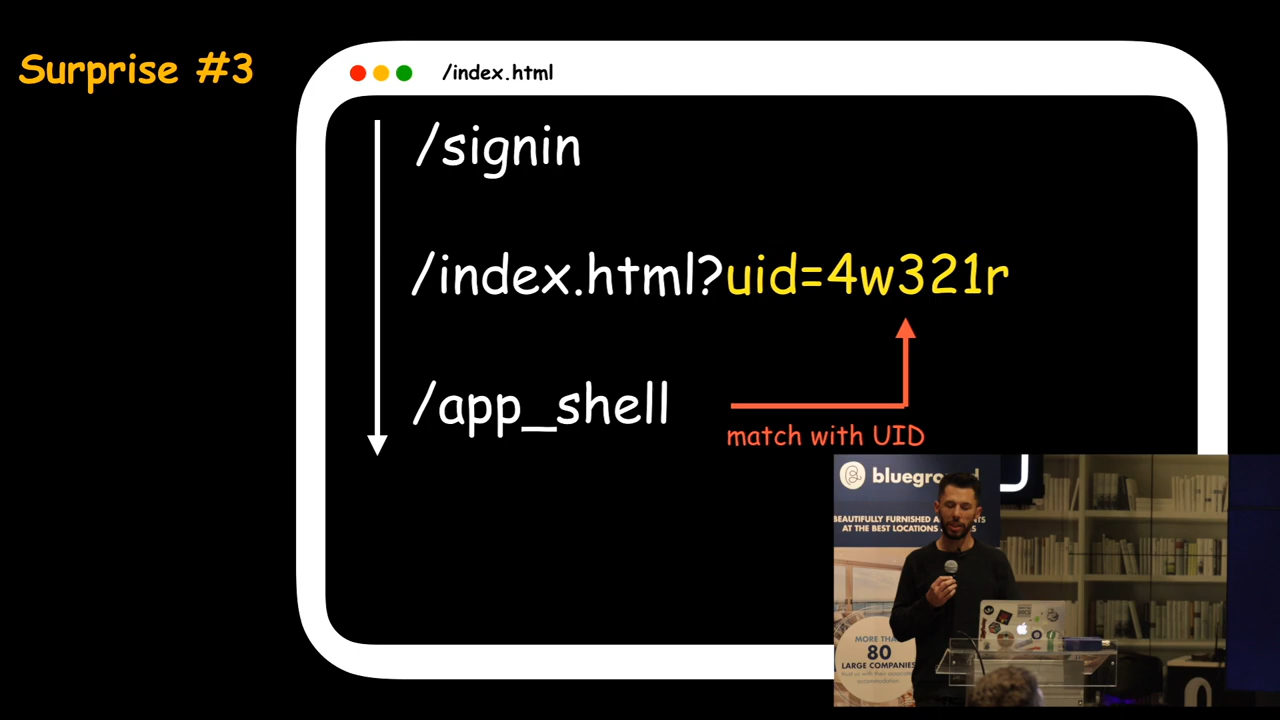 Surprise #3
/index.html
/signin
/index.html?uid=4w321r
/app_shell
match with UID
blueground
BEAUTIFULLY FURNISHED
AT THE BEST LOCATIONS
MORE THAN
80
LARGE COMPANIES